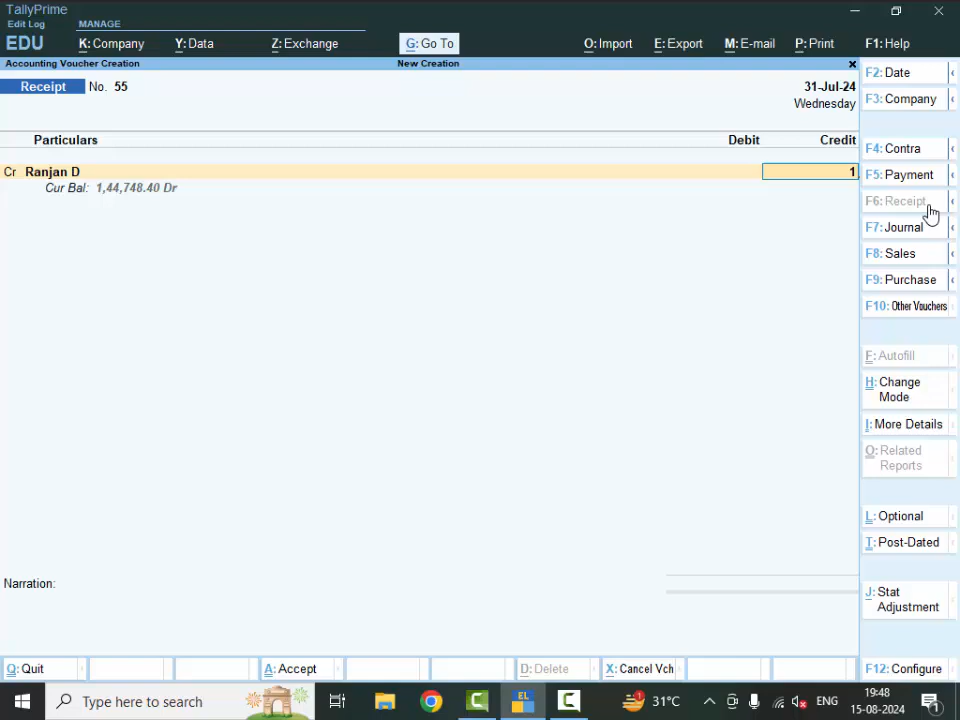 TallyPrime
Edit Log
MANAGE
EDU
K: Company
Y: Data
Z: Exchange
G: Go To
O: Import
E: Export
M: E-mail
P: Print
F1: Help
Accounting Voucher Creation
New Creation
Receipt No. 55
31-Jul-24
Wednesday
Particulars
Debit
Credit
Cr Ranjan D
1
Cur Bal: 1,44,748.40 Dr
Narration:
F2: Date
F3: Company
F4: Contra
F5: Payment
F6: Receipt
F7: Journal
F8: Sales
F9: Purchase
F10: Other Vouchers
F: Autofill
H: Change
Mode
I: More Details
O: Related
Reports
L: Optional
T: Post-Dated
J: Stat
Adjustment
Q: Quit
A: Accept
D: Delete
X: Cancel Vch
F12: Configure
Type here to search
EL
31°C
ENG
19:48
15-08-2024
1